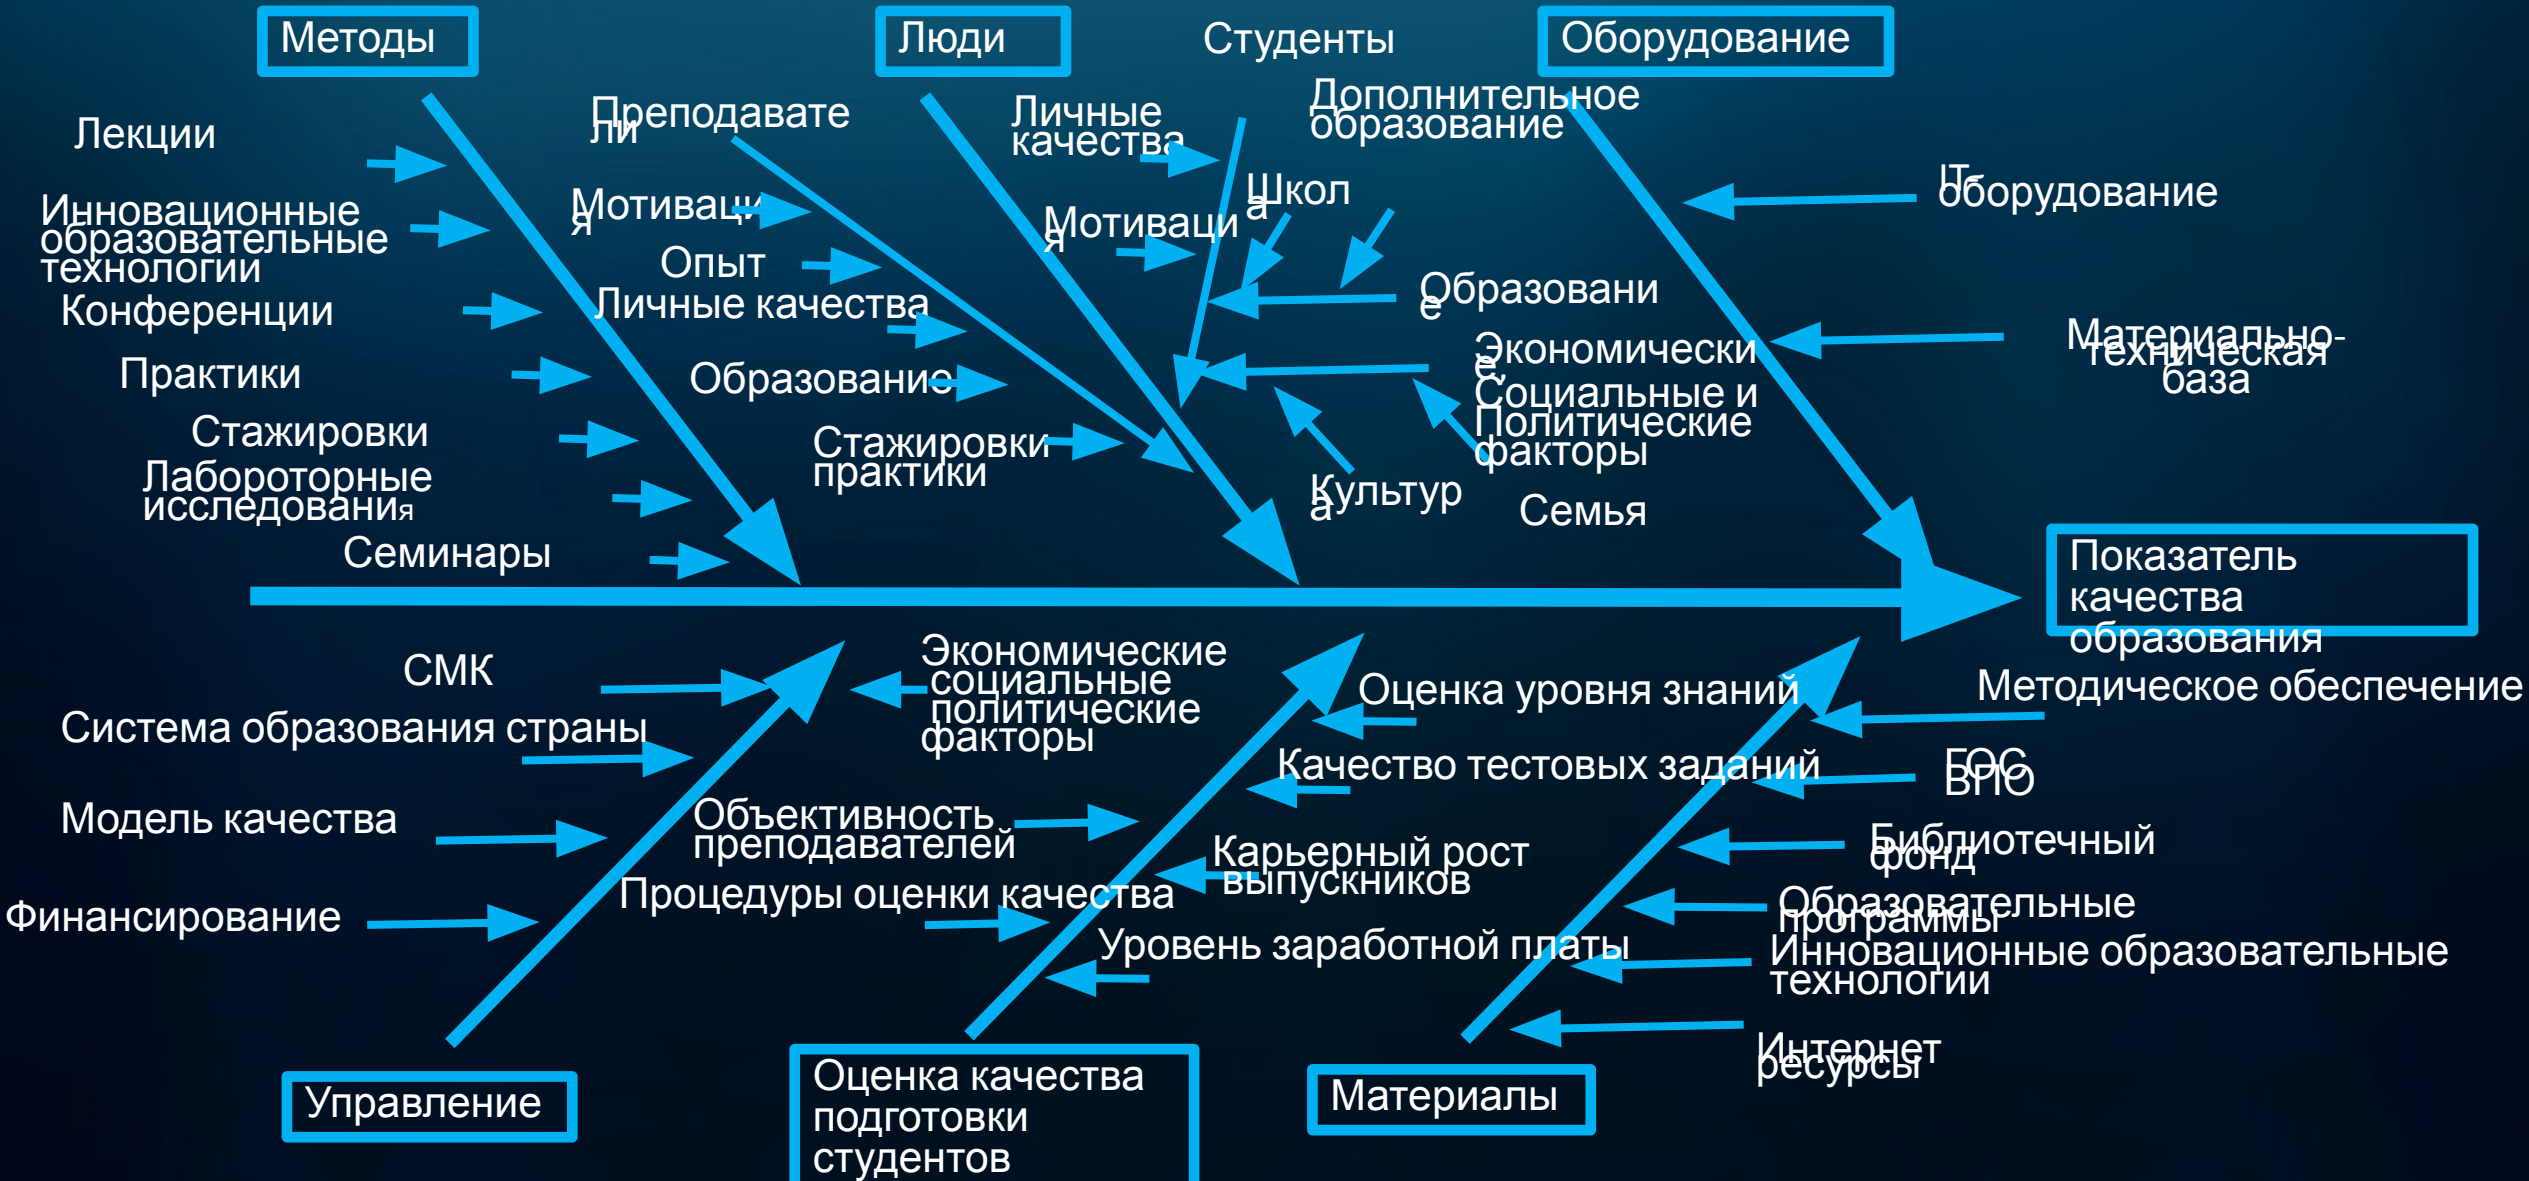 Методы
Люди
Студенты
Оборудование
Лекции
Инновационные
образовательные
технологии
Конференции
Практики
Стажировки
Лабороторные
исследования
Семинары
Преподавате
ли
Мотиваци
я
Опыт
Личные качества
Образование
Стажировки
практики
Личные
качества
Мотиваци
я
Дополнительное
образование
Школ
а
Образовани
е
Экономически
е,
Социальные и
Политические
факторы
Культур
а
Семья
IT-
оборудование
Материально-
техническая
база
Показатель
качества
образования
СМК
Система образования страны
Модель качества
Финансирование
Экономические
социальные
политические
факторы
Объективность
преподавателей
Процедуры оценки качества
Оценка уровня знаний
Качество тестовых заданий
Карьерный рост
выпускников
Уровень заработной платы
Методическое обеспечение
ГОС
ВПО
Библиотечный
фонд
Образовательные
программы
Инновационные образовательные
технологии
Интернет
ресурсы
Управление
Оценка качества
подготовки
студентов
Материалы